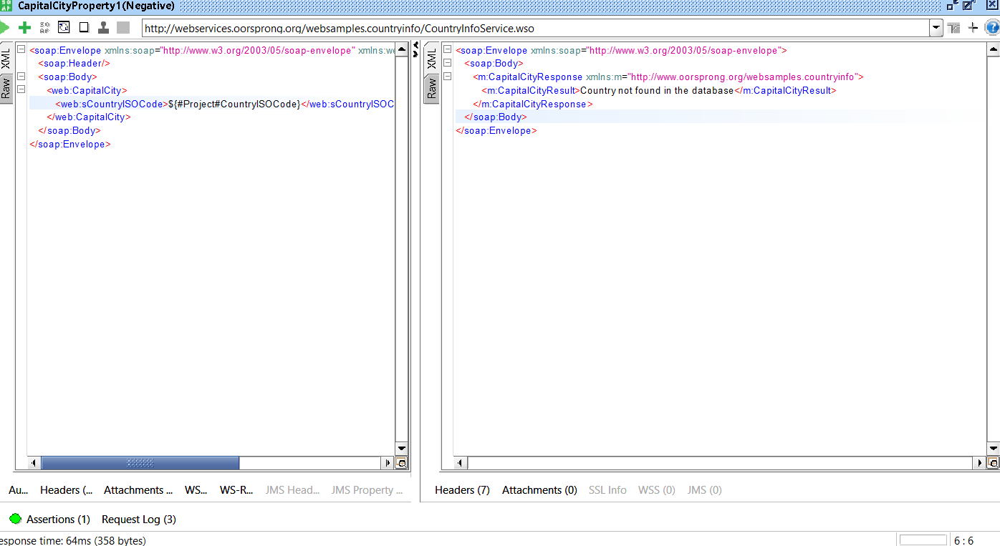 CapitalCityProperty1(Negative)
http://webservices.oorsprong.org/websamples.countryinfo/CountryInfoService.wso
XML
Raw
<soap:Envelope xmlns:soap="http://www.w3.org/2003/05/soap-envelope" xmlns:we
<soap:Header/>
<soap:Body>
<web:CapitalCity>
<web:sCountryISOCode>${#Project#CountryISOCode}</web:sCountryISOC
</web:CapitalCity>
</soap:Body>
</soap:Envelope>
XML
Raw
<soap:Envelope xmlns:soap="http://www.w3.org/2003/05/soap-envelope">
<soap:Body>
<m:CapitalCityResponse xmlns:m="http://www.oorsprong.org/websamples.countryinfo">
<m:CapitalCityResult>Country not found in the database</m:CapitalCityResult>
</m:CapitalCityResponse>
</soap:Body>
</soap:Envelope>
Au... Headers (... Attachments ... WS... WS-R... JMS Head... JMS Property ...
Headers (7) Attachments (0) SSL Info WSS (0) JMS (0)
Assertions (1) Request Log (3)
esponse time: 64ms (358 bytes)
6 : 6